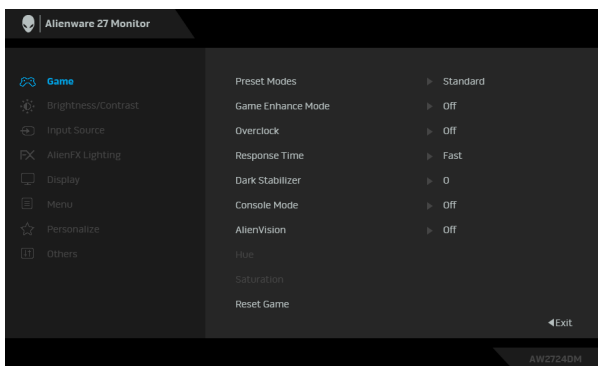 Alienware 27 Monitor
Game
Brightness/Contrast
Input Source
AlienFX Lighting
Display
Menu
Personalize
Others
Preset Modes Standard
Game Enhance Mode Off
Overclock Off
Response Time Fast
Dark Stabilizer 0
Console Mode Off
AlienVision Off
Hue
Saturation
Reset Game
Exit
AW2724DM